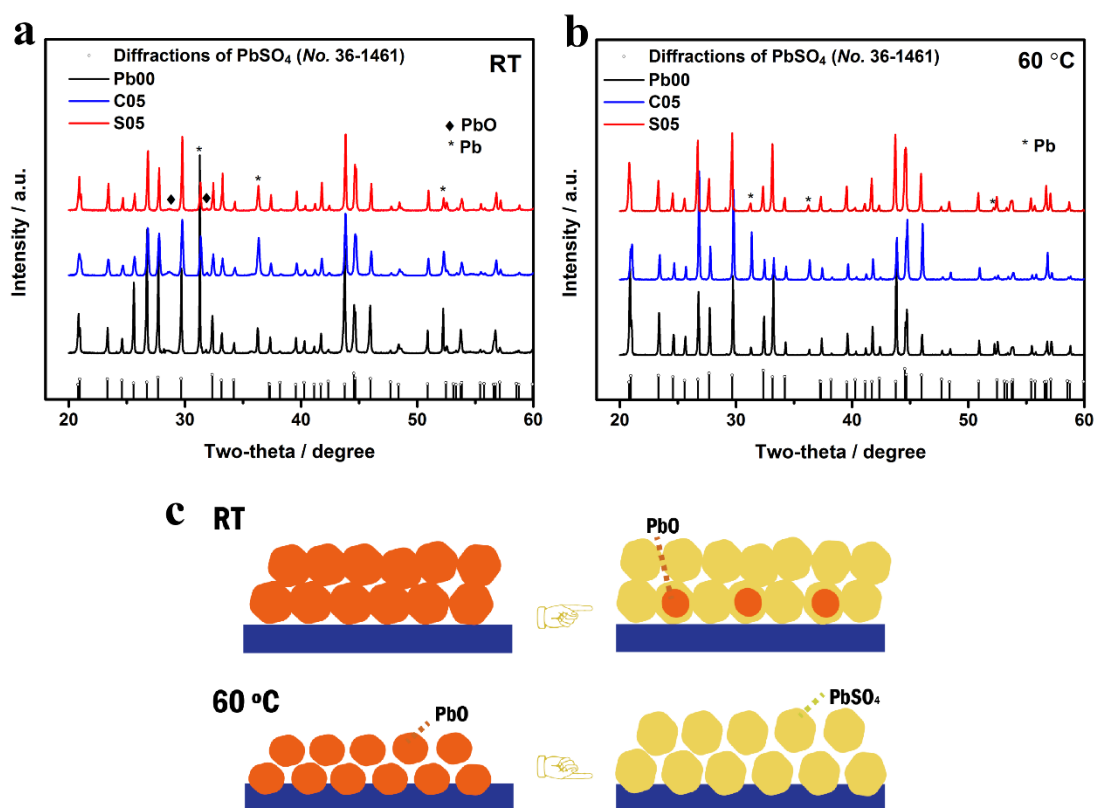 a
Diffractions of PbSO₄ (No. 36-1461)
RT
Pb00
C05
S05
PbO
* Pb
*
*
*
Intensity / a.u.
20 30 40 50 60
Two-theta / degree
b
Diffractions of PbSO₄ (No. 36-1461)
60 °C
Pb00
C05
S05
* Pb
*
*
*
Intensity / a.u.
20 30 40 50 60
Two-theta / degree
c
RT
PbO
60 °C
PbO
PbSO₄